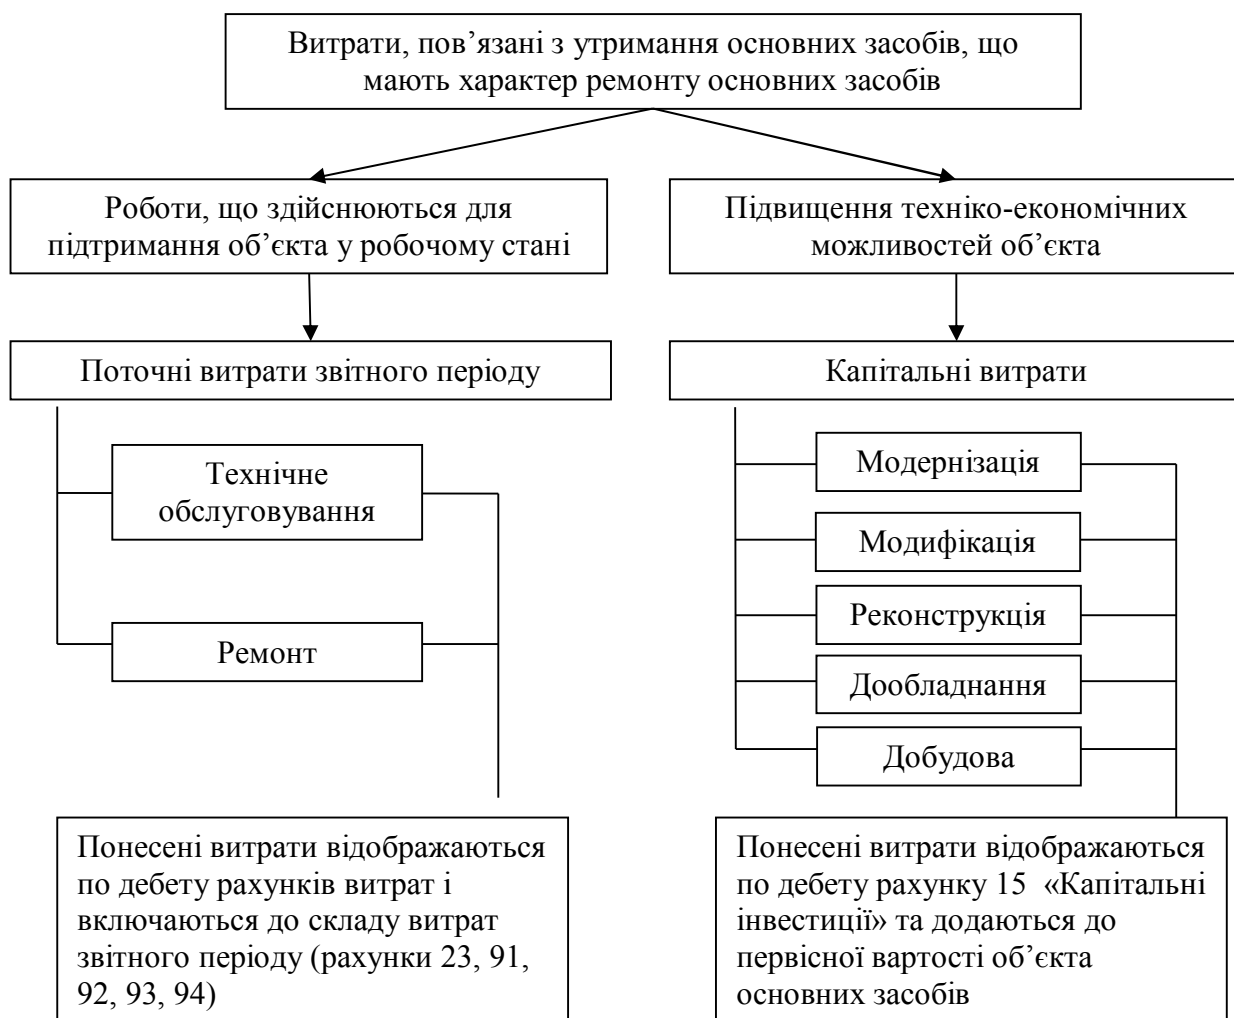 Витрати, пов’язані з утримання основних засобів, що
мають характер ремонту основних засобів
Роботи, що здійснюються для
підтримання об’єкта у робочому стані
Підвищення техніко-економічних
можливостей об’єкта
Поточні витрати звітного періоду
Капітальні витрати
Технічне
обслуговування
Ремонт
Модернізація
Модифікація
Реконструкція
Дообладнання
Добудова
Понесені витрати відображаються
по дебету рахунків витрат і
включаються до складу витрат
звітного періоду (рахунки 23, 91,
92, 93, 94)
Понесені витрати відображаються
по дебету рахунку 15 «Капітальні
інвестиції» та додаються до
первісної вартості об’єкта
основних засобів